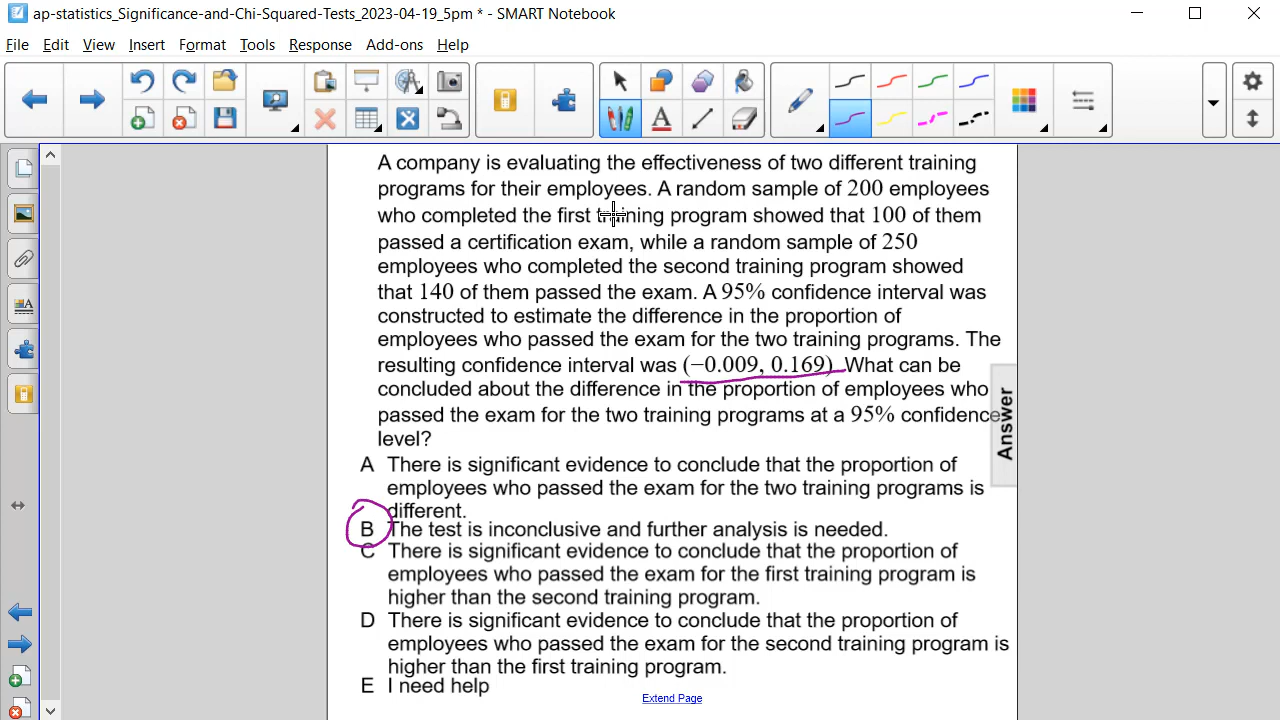 ap-statistics_Significance-and-Chi-Squared-Tests_2023-04-19_5pm * - SMART Notebook
File Edit View Insert Format Tools Response Add-ons Help
A company is evaluating the effectiveness of two different training
programs for their employees. A random sample of 200 employees
who completed the first training program showed that 100 of them
passed a certification exam, while a random sample of 250
employees who completed the second training program showed
that 140 of them passed the exam. A 95% confidence interval was
constructed to estimate the difference in the proportion of
employees who passed the exam for the two training programs. The
resulting confidence interval was (−0.009, 0.169). What can be
concluded about the difference in the proportion of employees who
passed the exam for the two training programs at a 95% confidence
level?
Answer
A There is significant evidence to conclude that the proportion of
employees who passed the exam for the two training programs is
different.
B The test is inconclusive and further analysis is needed.
C There is significant evidence to conclude that the proportion of
employees who passed the exam for the first training program is
higher than the second training program.
D There is significant evidence to conclude that the proportion of
employees who passed the exam for the second training program is
higher than the first training program.
E I need help
Extend Page